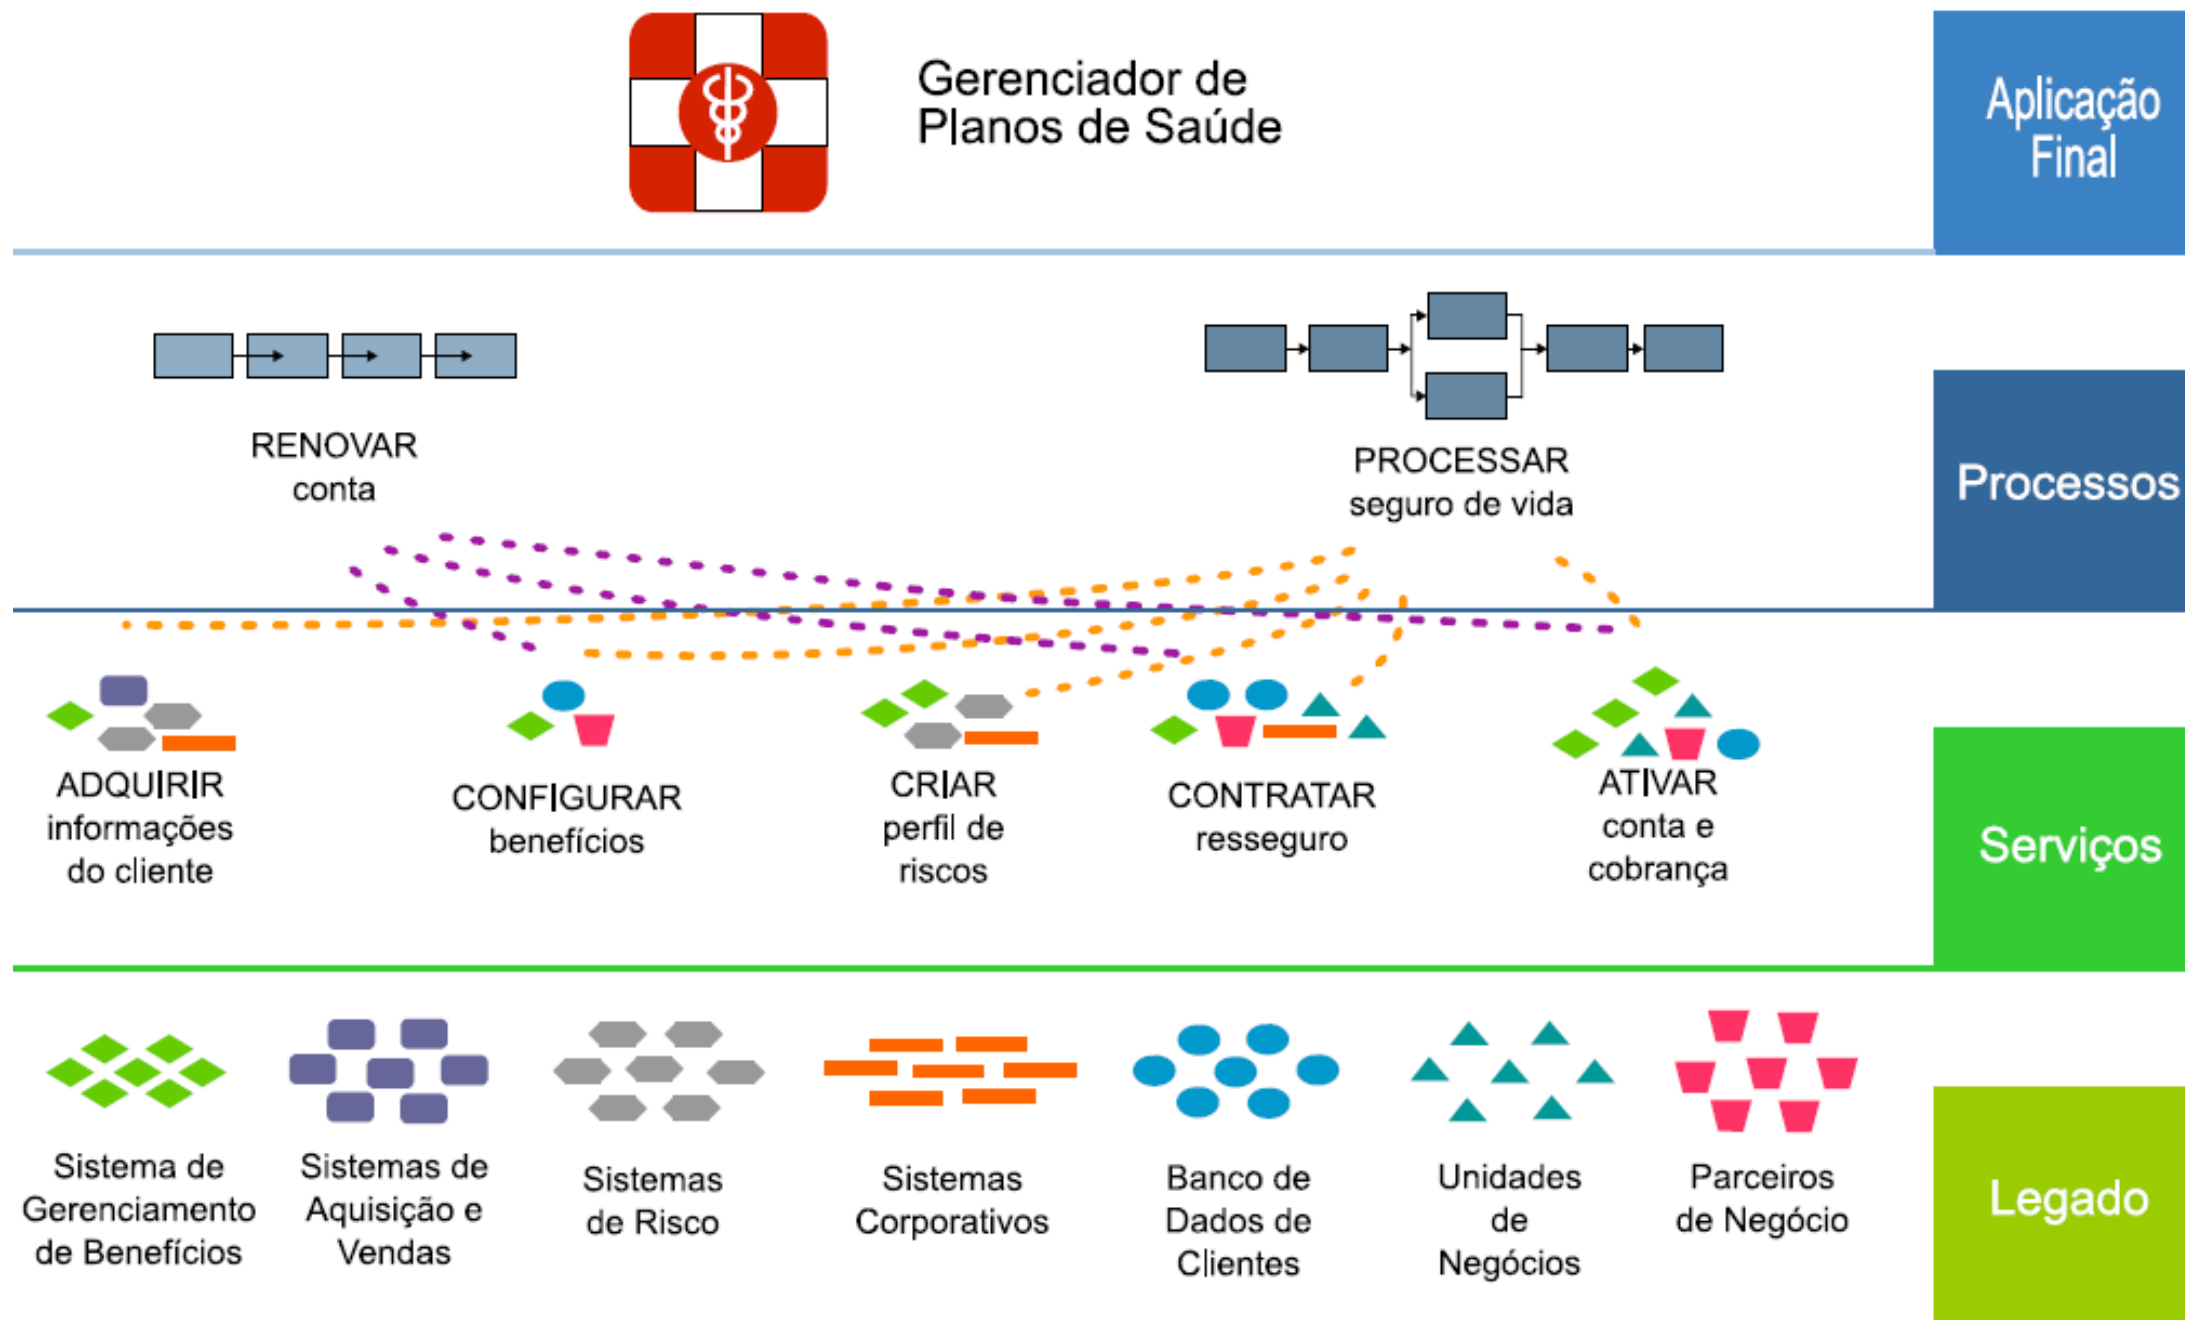 Gerenciador de
Planos de Saúde
Aplicação
Final
RENOVAR
conta
PROCESSAR
seguro de vida
Processos
ADQUIRIR
informações
do cliente
CONFIGURAR
benefícios
CRIAR
perfil de
riscos
CONTRATAR
resseguro
ATIVAR
conta e
cobrança
Serviços
Sistema de
Gerenciamento
de Benefícios
Sistemas de
Aquisição e
Vendas
Sistemas
de Risco
Sistemas
Corporativos
Banco de
Dados de
Clientes
Unidades
de
Negócios
Parceiros
de Negócio
Legado